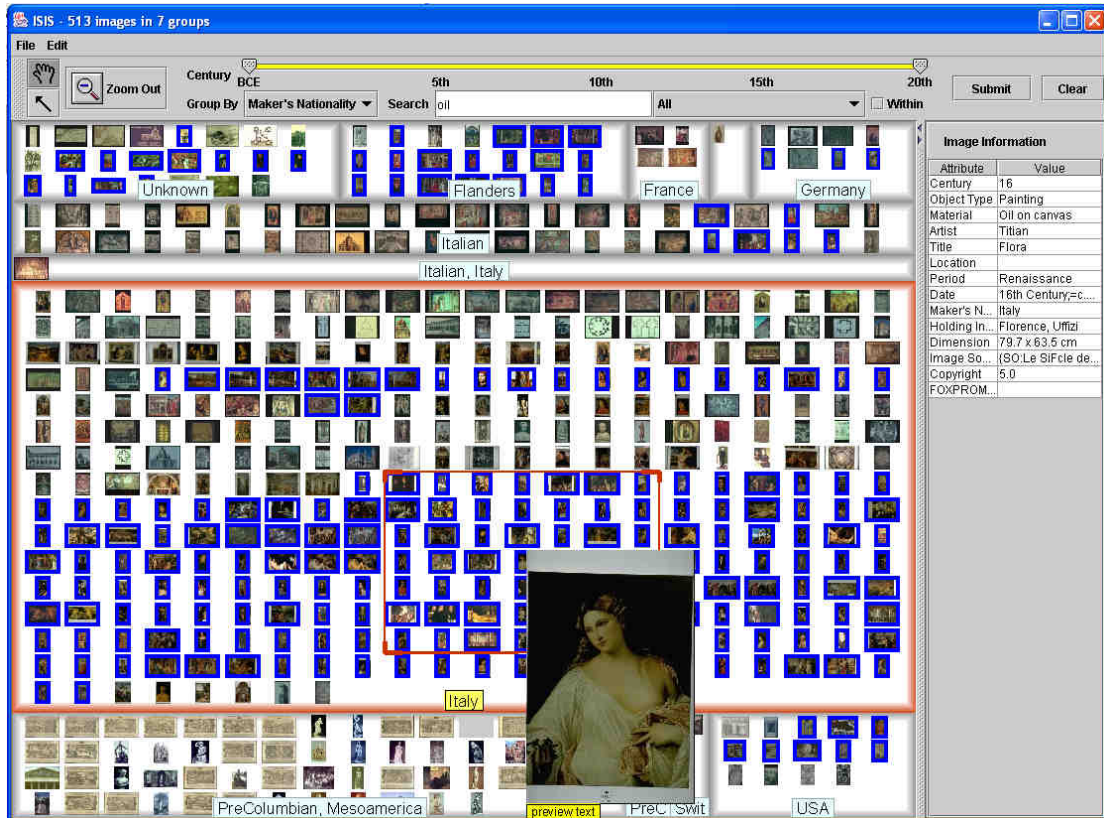 ISIS - 513 images in 7 groups
File Edit
Century BCE 5th 10th 15th 20th
Zoom Out
Group By Maker's Nationality Search oil All Within Submit Clear
Unknown Flanders France Germany
Italian
Italian, Italy
Italy
PreColumbian, Mesoamerica PreC Swit USA
preview text
Image Information
Attribute Value
Century 16
Object Type Painting
Material Oil on canvas
Artist Titian
Title Flora
Location
Period Renaissance
Date 16th Century;=c....
Maker's N... Italy
Holding In... Florence, Uffizi
Dimension 79.7 x 63.5 cm
Image So... (SO:Le SiFcle de...
Copyright 5.0
FOXPROM...